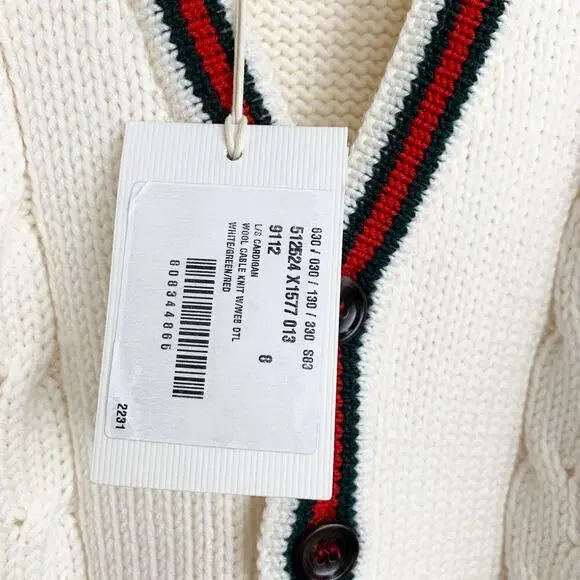 630 / 030 / 130 / 330 S83
512524 X1577 013
9112 8
L/S CARDIGAN
WOOL CABLE KNIT W/WEB DTL
WHITE/GREEN/RED
808344866
2231